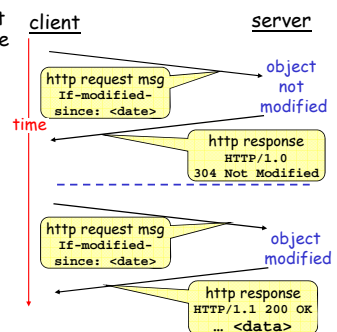 client
server
http request msg
If-modified-
since: <date>
object
not
modified
time
http response
HTTP/1.0
304 Not Modified
http request msg
If-modified-
since: <date>
object
modified
http response
HTTP/1.1 200 OK
… <data>